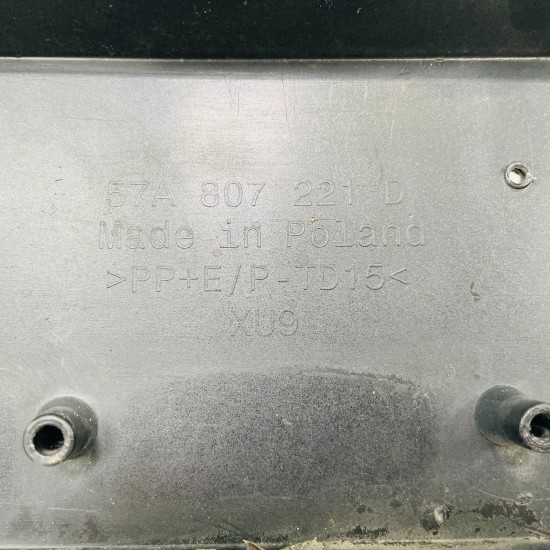 57A 807 221 D
Made in Poland
>PP+E/P-TD15<
XU9